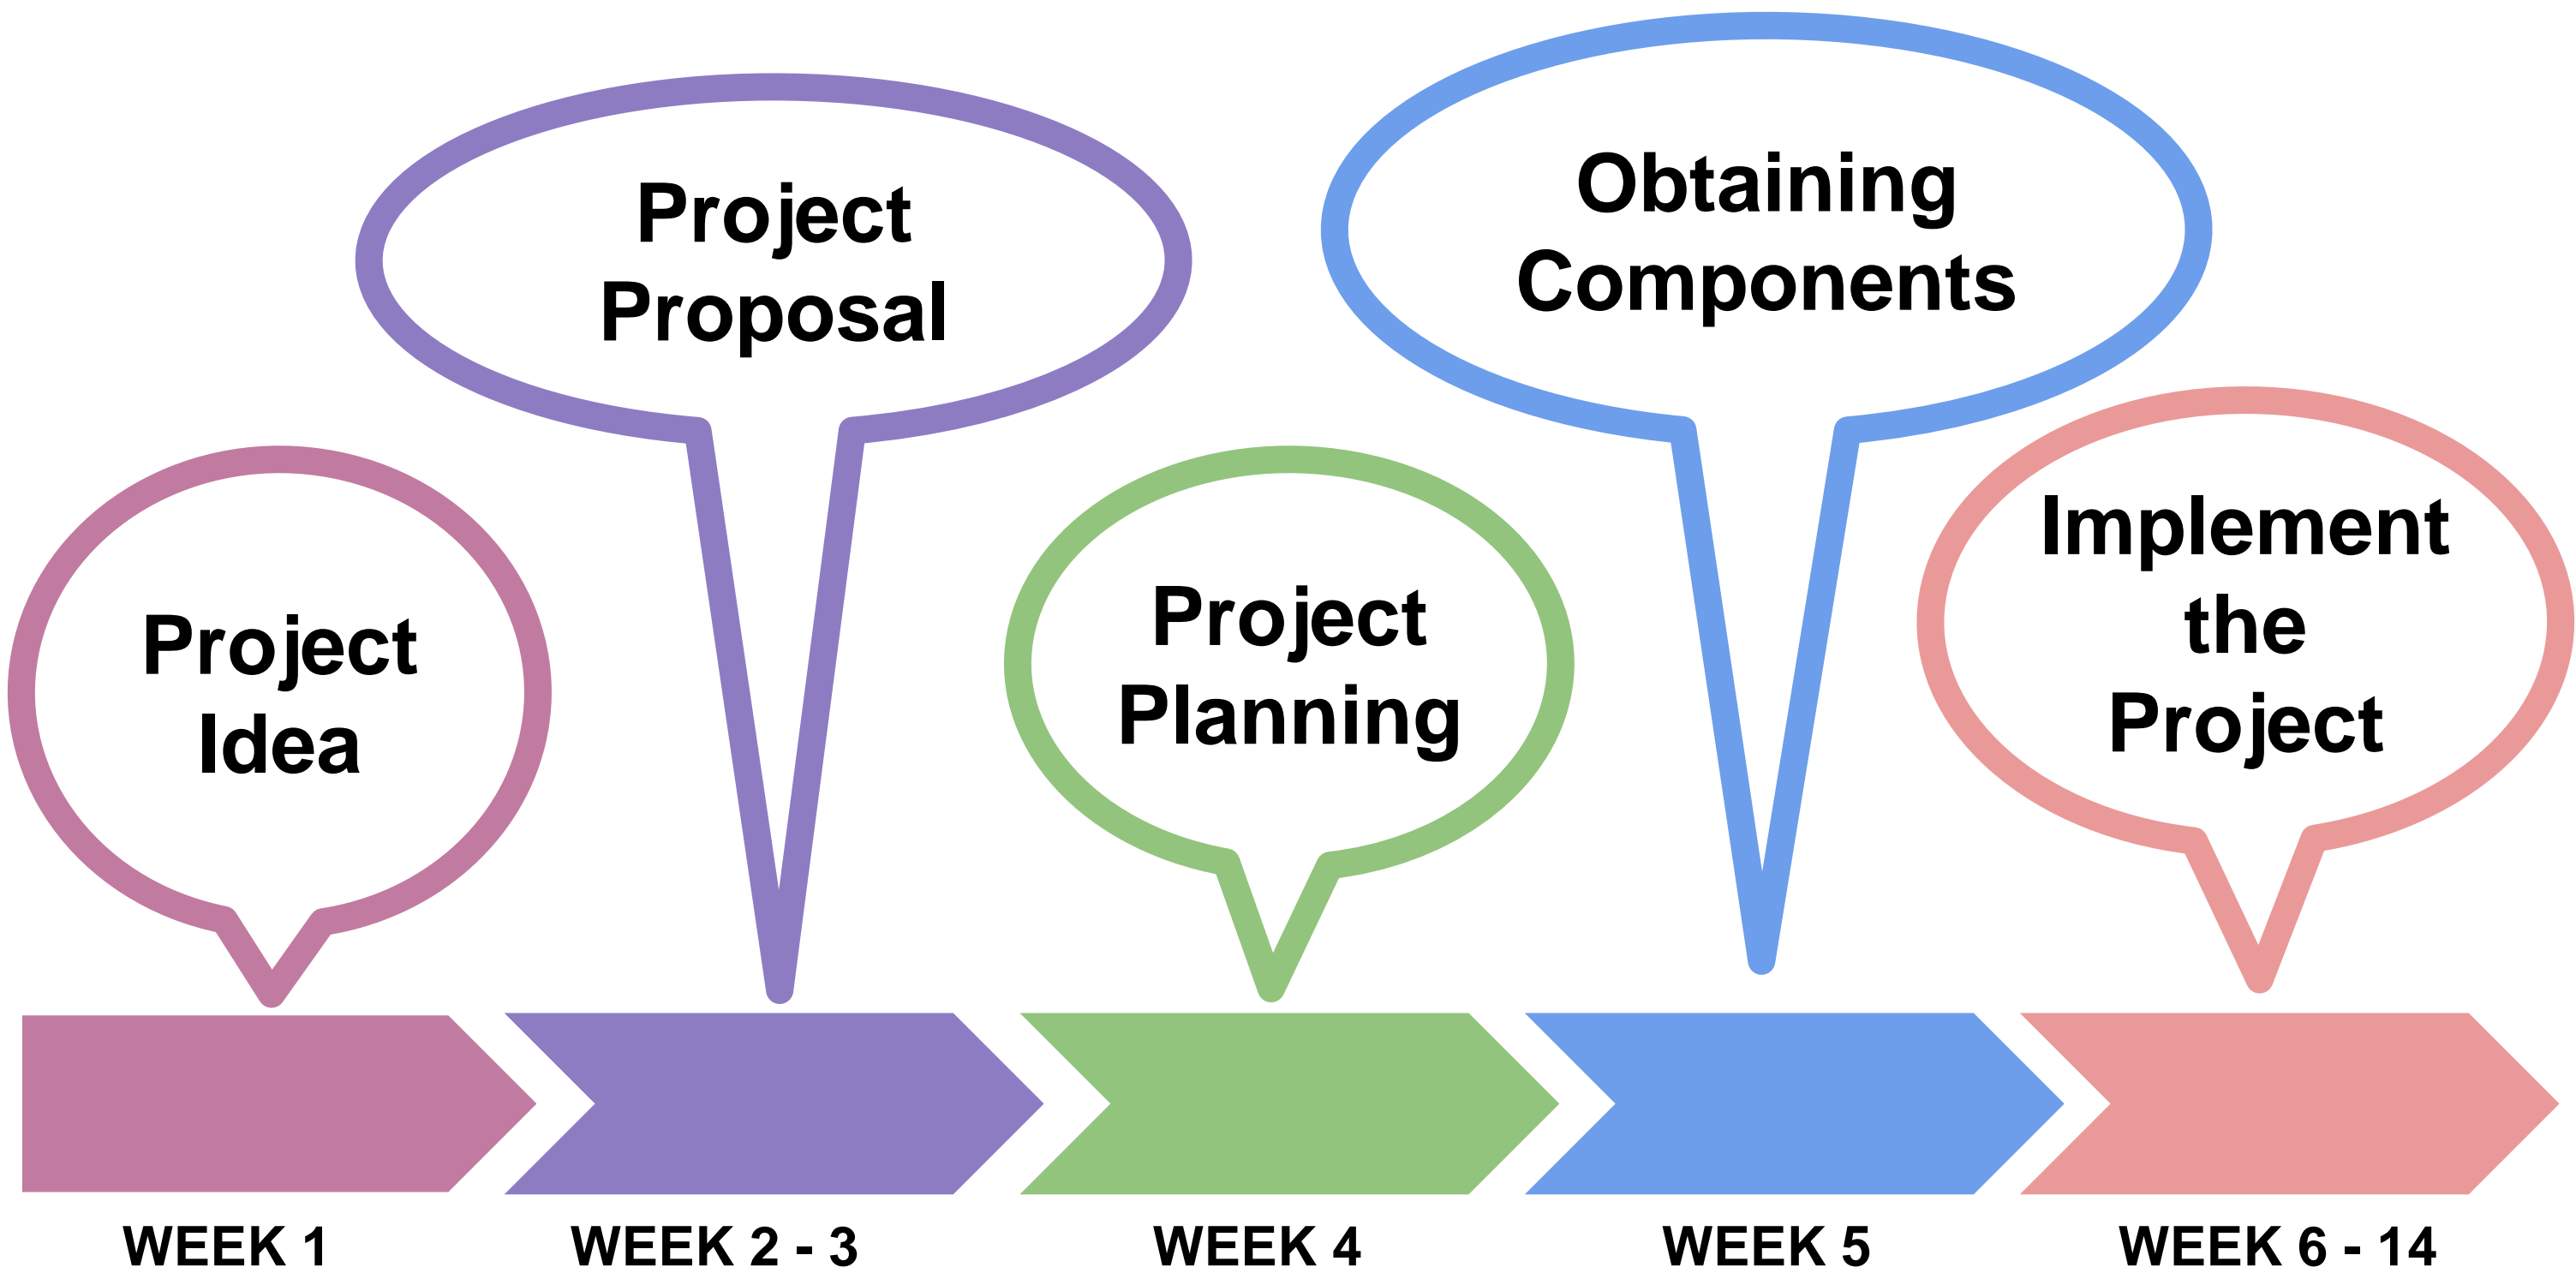 Project
Idea
Project
Proposal
Project
Planning
Obtaining
Components
Implement
the
Project
WEEK 1
WEEK 2 - 3
WEEK 4
WEEK 5
WEEK 6 - 14